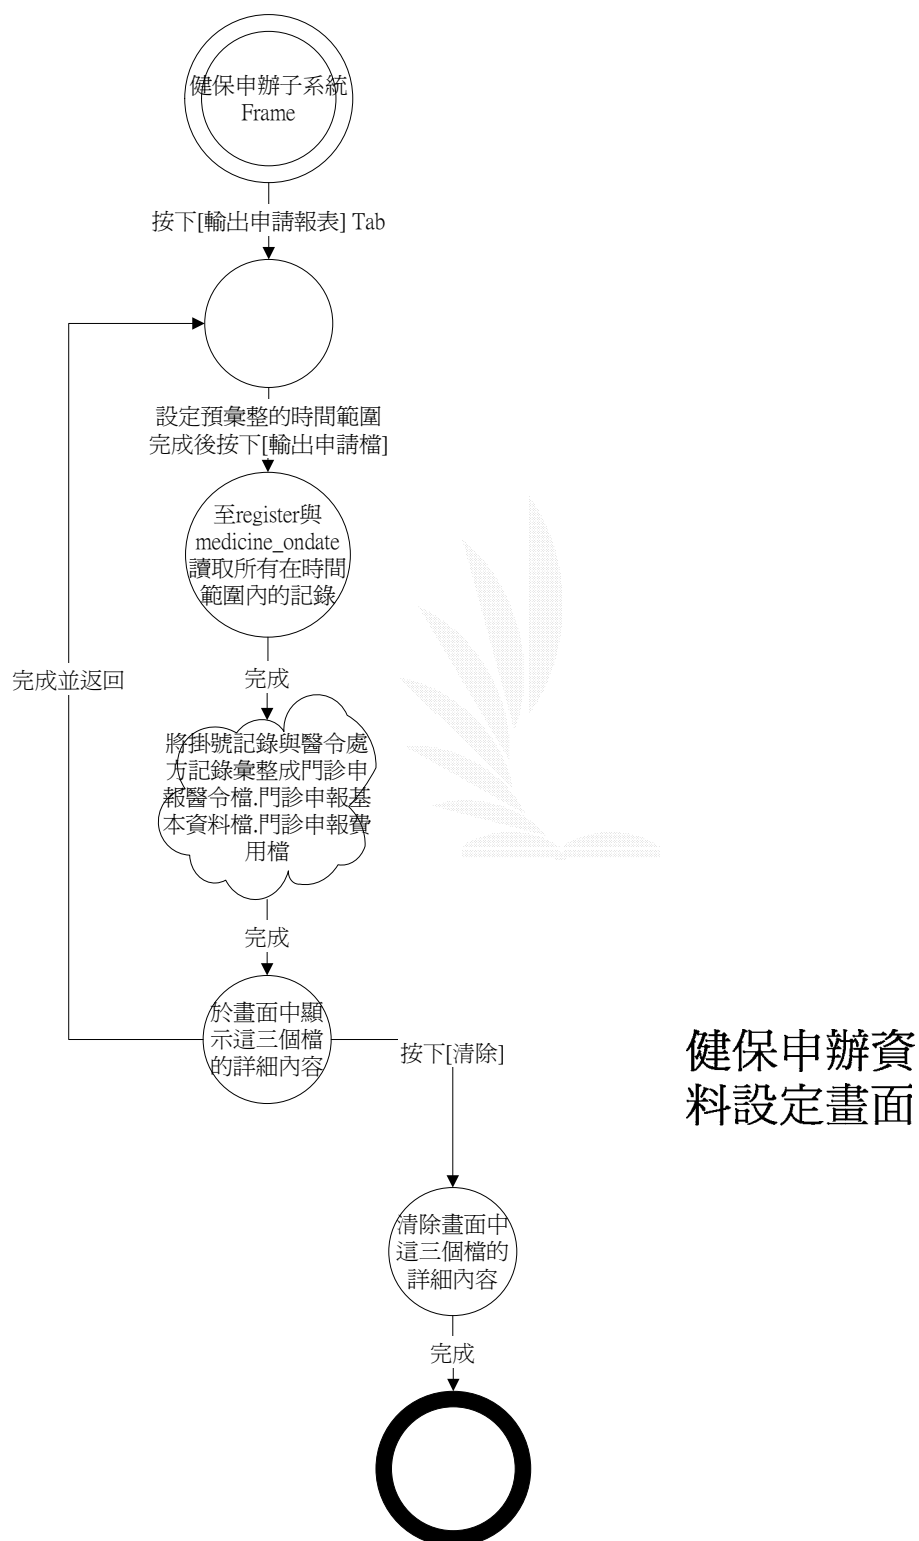 健保申辦子系統
Frame
按下[輸出申請報表] Tab
設定預彙整的時間範圍
完成後按下[輸出申請檔]
至register與
medicine_ondate
讀取所有在時間
範圍內的記錄
完成並返回
完成
將掛號記錄與醫令處
方記錄彙整成門診申
報醫令檔.門診申報基
本資料檔.門診申報費
用檔
完成
於畫面中顯
示這三個檔
的詳細內容
按下[清除]
健保申辦資
料設定畫面
清除畫面中
這三個檔的
詳細內容
完成